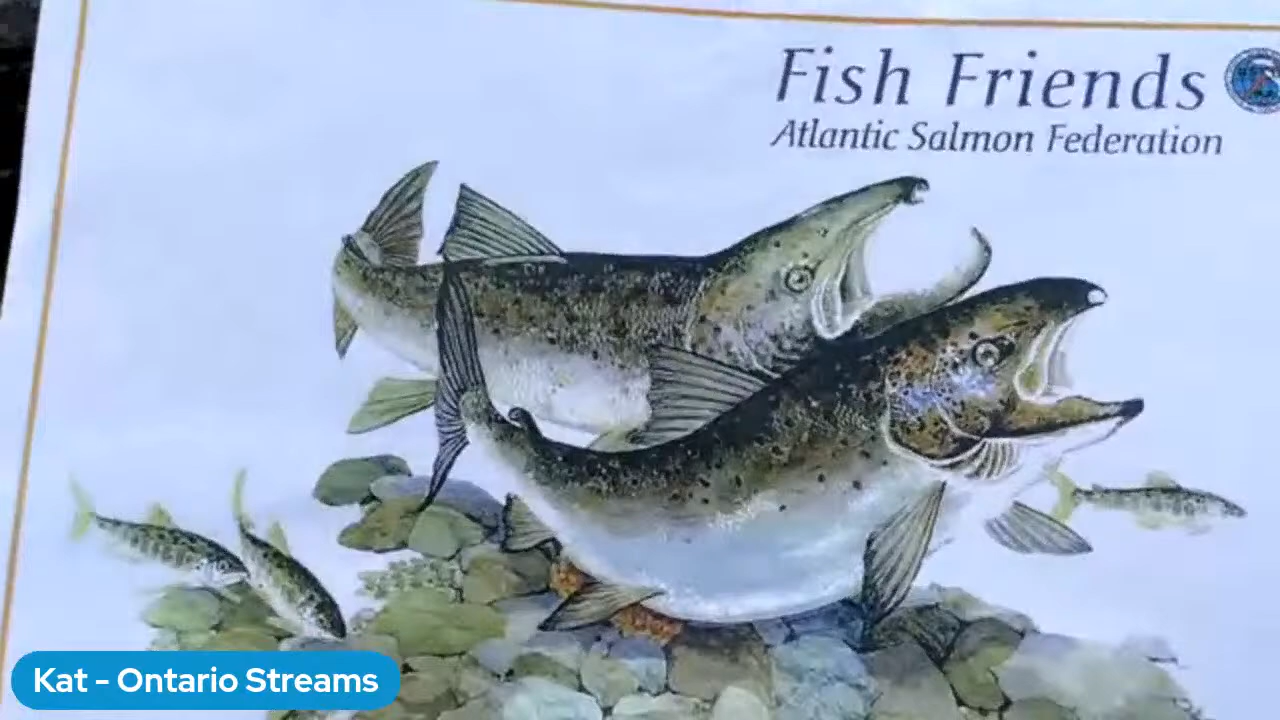 Fish Friends
Atlantic Salmon Federation
Kat - Ontario Streams